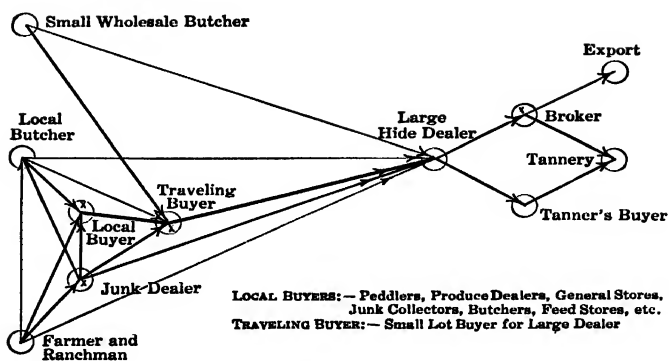 Small Wholesale Butcher
Export
Local
Butcher
Large
Hide Dealer
Broker
Tannery
Traveling
Buyer
Local
Buyer
Tanner's Buyer
Junk Dealer
Farmer and
Ranchman
LOCAL BUYERS:— Peddlers, Produce Dealers, General Stores,
Junk Collectors, Butchers, Feed Stores, etc.
TRAVELING BUYER:— Small Lot Buyer for Large Dealer